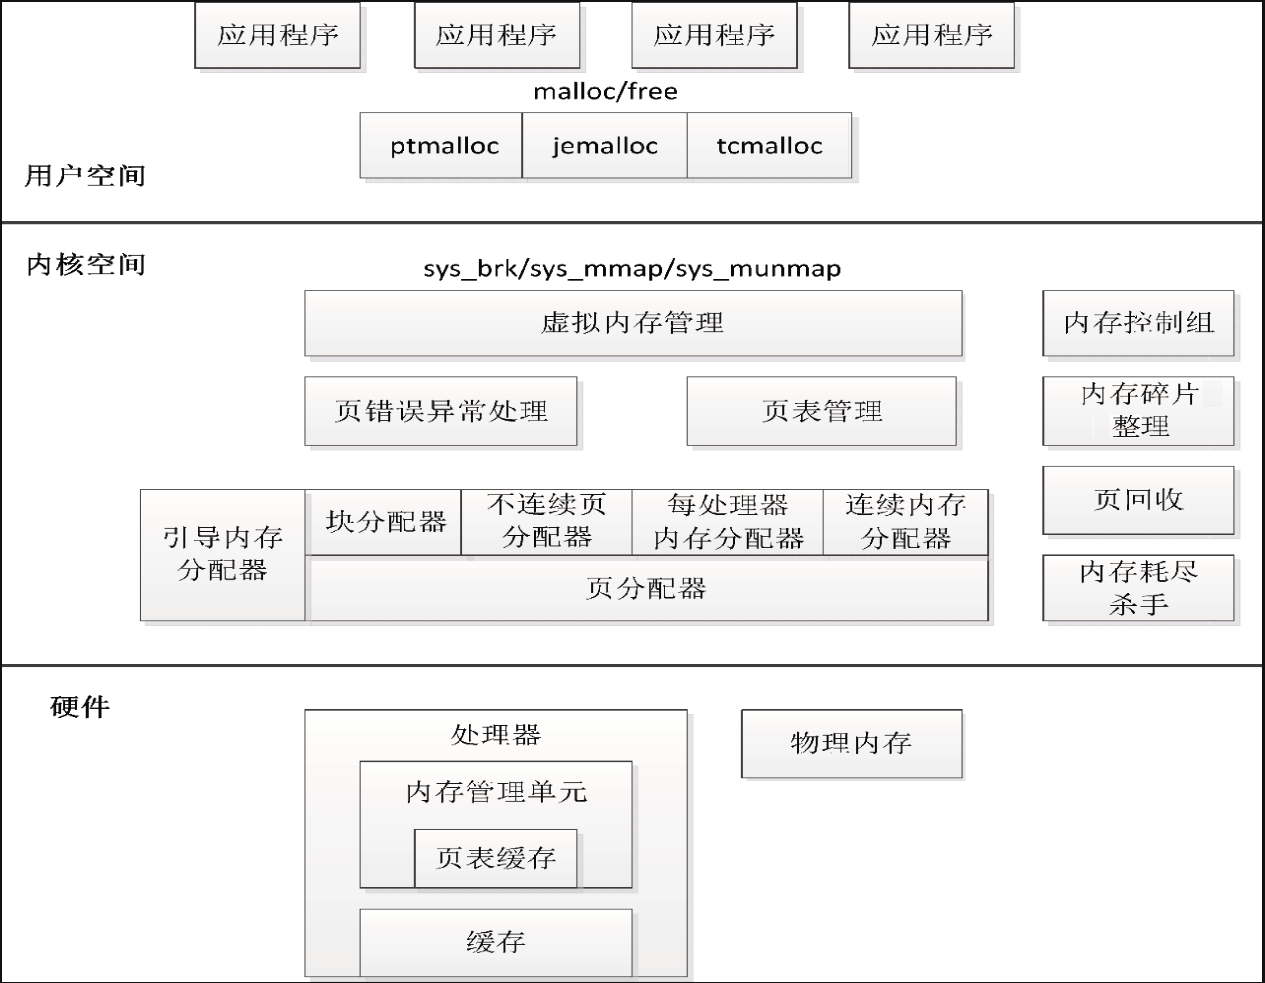 应用程序
应用程序
应用程序
应用程序
malloc/free
ptmalloc
jemalloc
tcmalloc
用户空间
内核空间
sys_brk/sys_mmap/sys_munmap
虚拟内存管理
内存控制组
页错误异常处理
页表管理
内存碎片
整理
引导内存
分配器
块分配器
不连续页
分配器
每处理器
内存分配器
连续内存
分配器
页回收
页分配器
内存耗尽
杀手
硬件
处理器
物理内存
内存管理单元
页表缓存
缓存